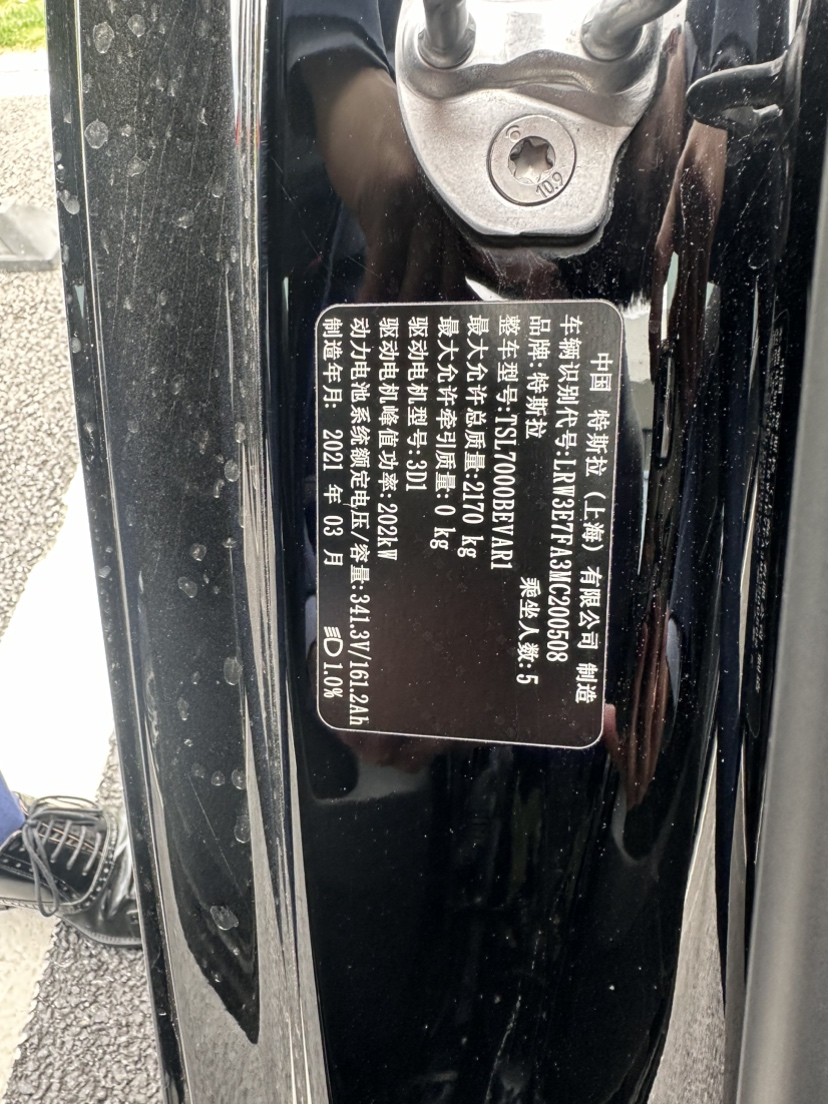 10.9
中国 特斯拉（上海）有限公司 制造
车辆识别代号:LRW3E7FA3MC200508
品牌:特斯拉 乘坐人数:5
整车型号:TSL7000BEVAR1
最大允许总质量:2170 kg
最大允许牵引质量: 0 kg
驱动电机型号:3D1
驱动电机峰值功率:202kW
动力电池系统额定电压/容量:341.3V/161.2Ah
制造年月: 2021 年 03 月 1.0%